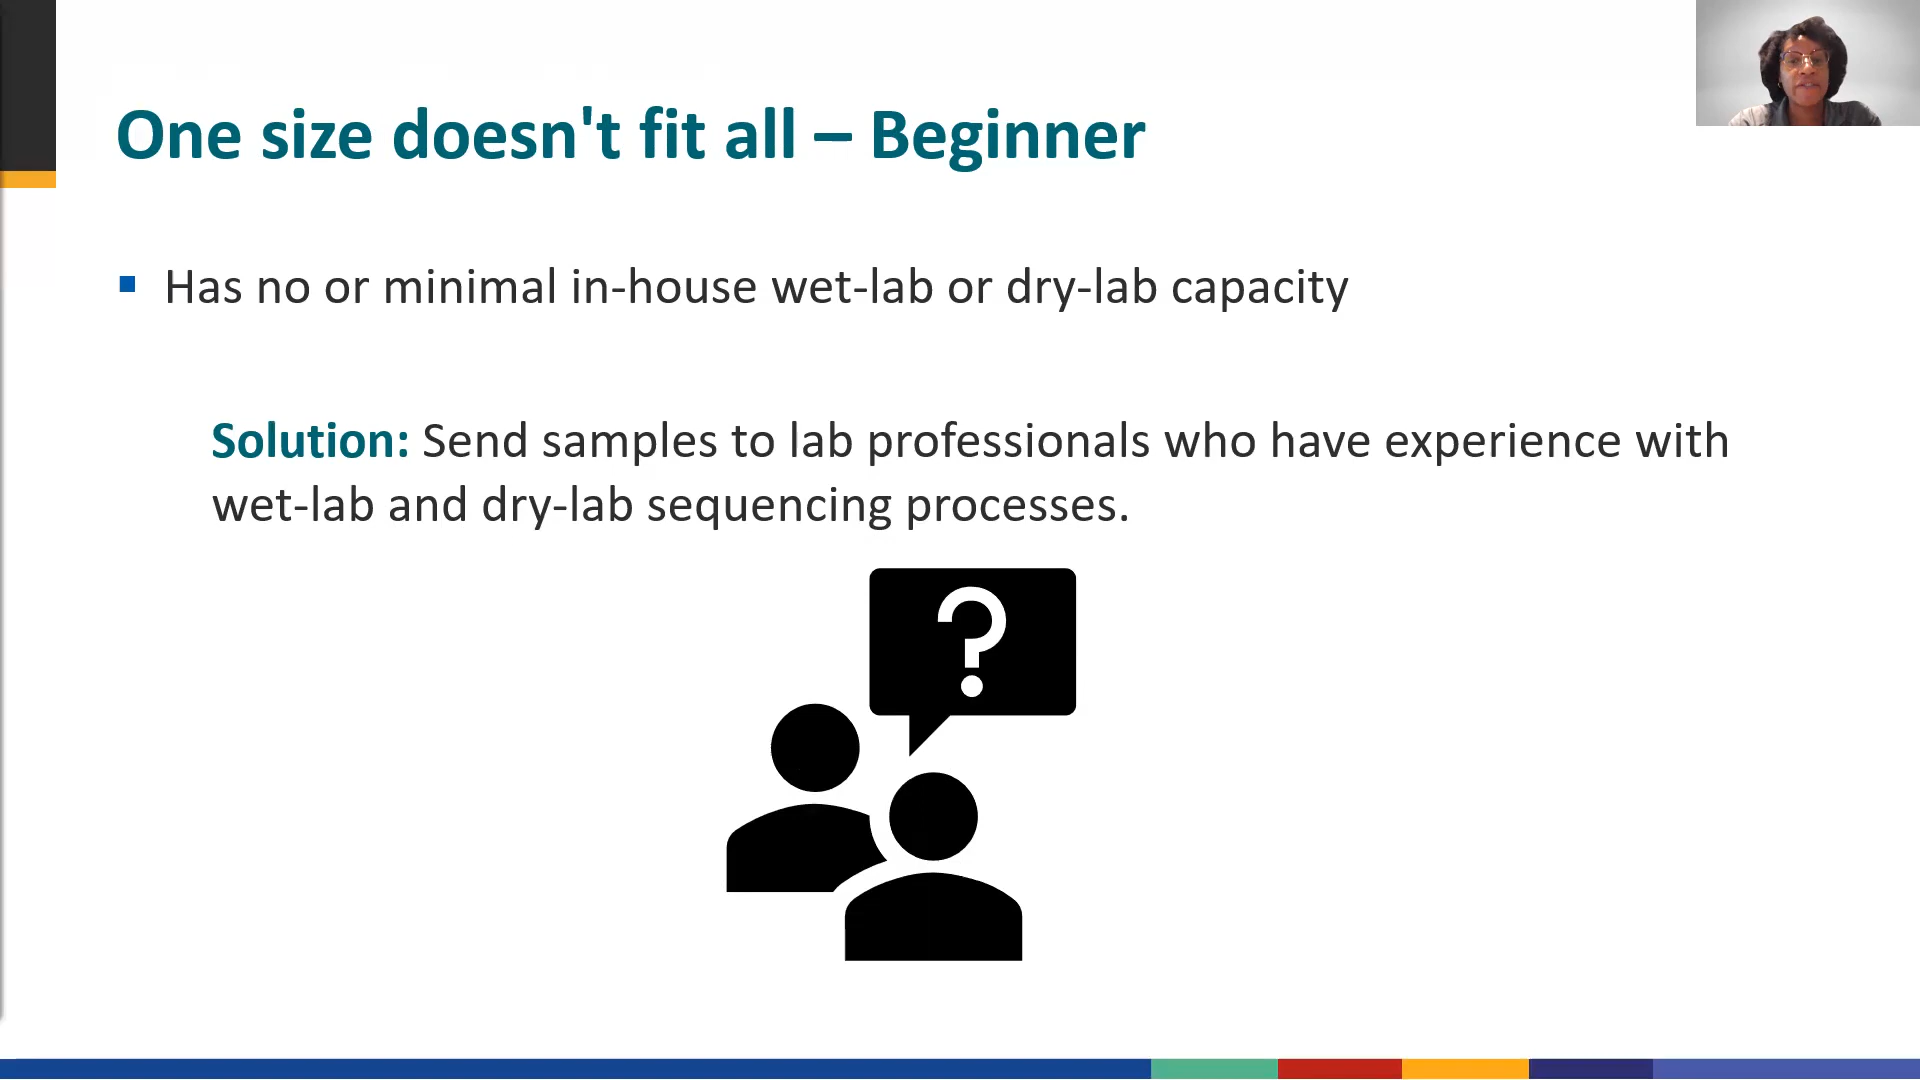 One size doesn't fit all – Beginner
Has no or minimal in-house wet-lab or dry-lab capacity
Solution: Send samples to lab professionals who have experience with
wet-lab and dry-lab sequencing processes.
?